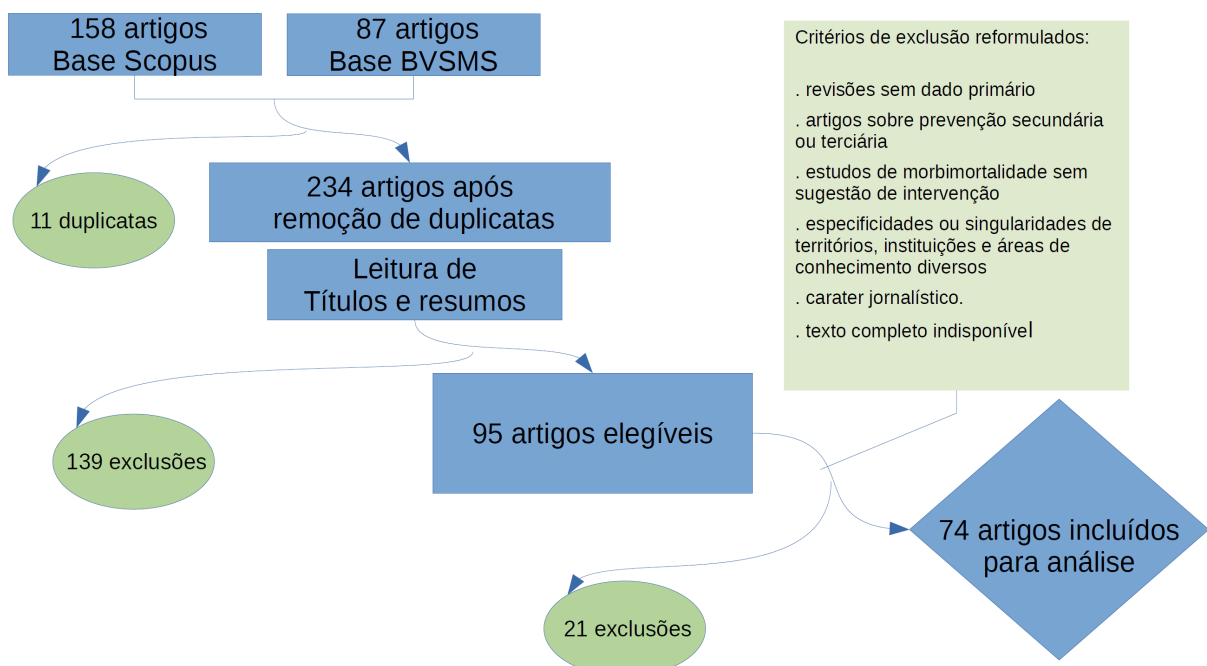 158 artigos
Base Scopus
87 artigos
Base BVSMS
11 duplicatas
234 artigos após
remoção de duplicatas
Leitura de
Títulos e resumos
139 exclusões
95 artigos elegíveis
Critérios de exclusão reformulados:
. revisões sem dado primário
. artigos sobre prevenção secundária
ou terciária
. estudos de morbimortalidade sem
sugestão de intervenção
. especificidades ou singularidades de
territórios, instituições e áreas de
conhecimento diversos
. carater jornalístico.
. texto completo indisponível
21 exclusões
74 artigos incluídos
para análise